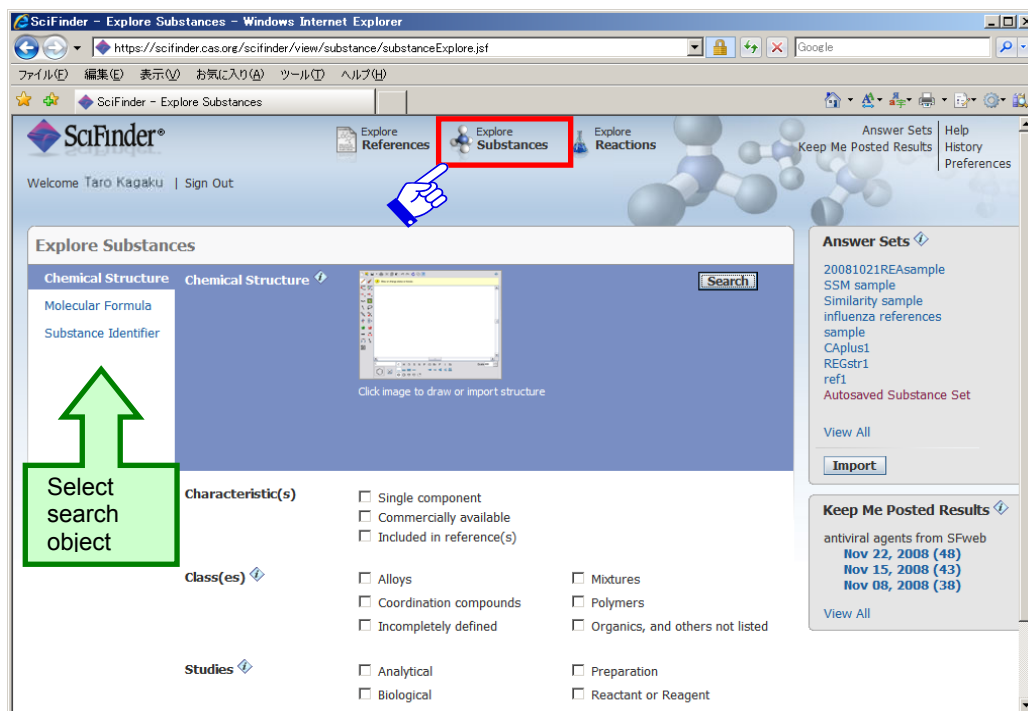 SciFinder - Explore Substances - Windows Internet Explorer
https://scifinder.cas.org/scifinder/view/substance/substanceExplore.jsf
Google
ファイル(F) 編集(E) 表示(V) お気に入り(A) ツール(T) ヘルプ(H)
SciFinder - Explore Substances
SciFinder®
Explore References
Explore Substances
Explore Reactions
Answer Sets
Keep Me Posted Results
Help
History
Preferences
Welcome Taro Kagaku | Sign Out
Explore Substances
Chemical Structure
Molecular Formula
Substance Identifier
Chemical Structure
Search
Click image to draw or import structure
Select
search
object
Characteristic(s)
Single component
Commercially available
Included in reference(s)
Class(es)
Alloys
Mixtures
Coordination compounds
Polymers
Incompletely defined
Organics, and others not listed
Studies
Analytical
Preparation
Biological
Reactant or Reagent
Answer Sets
20081021REAsample
SSM sample
Similarity sample
influenza references
sample
CAplus1
REGstr1
ref1
Autosaved Substance Set
View All
Import
Keep Me Posted Results
antiviral agents from SFweb
Nov 22, 2008 (48)
Nov 15, 2008 (43)
Nov 08, 2008 (38)
View All